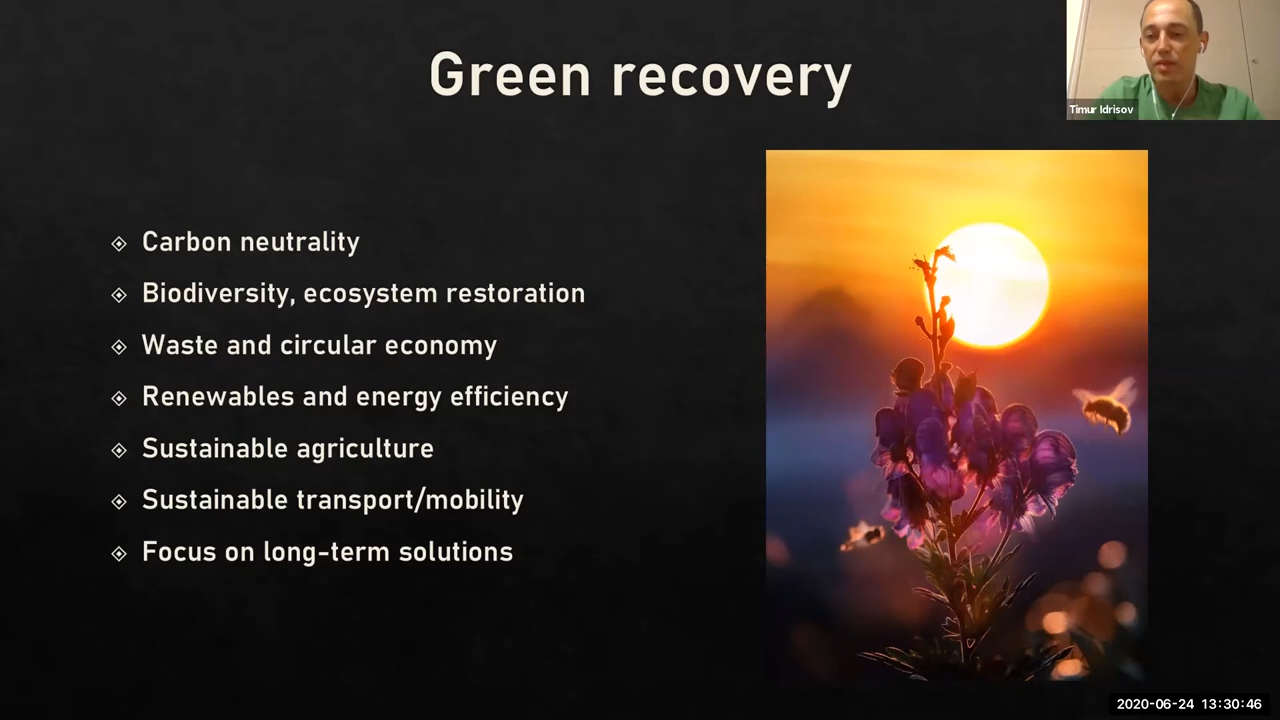 Green recovery
Timur Idrisov
Carbon neutrality
Biodiversity, ecosystem restoration
Waste and circular economy
Renewables and energy efficiency
Sustainable agriculture
Sustainable transport/mobility
Focus on long-term solutions
2020-06-24 13:30:46